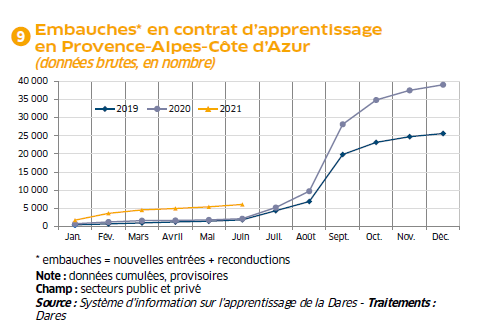 9
Embauches* en contrat d'apprentissage
en Provence-Alpes-Côte d'Azur
(données brutes, en nombre)
40 000
35 000
30 000
25 000
20 000
15 000
10 000
5 000
0
2019 2020 2021
Jan. Fév. Mars Avril Mai Juin Juil. Août Sept. Oct. Nov. Déc.
* embauches = nouvelles entrées + reconductions
Note : données cumulées, provisoires
Champ : secteurs public et privé
Source : Système d'information sur l'apprentissage de la Dares - Traitements :
Dares